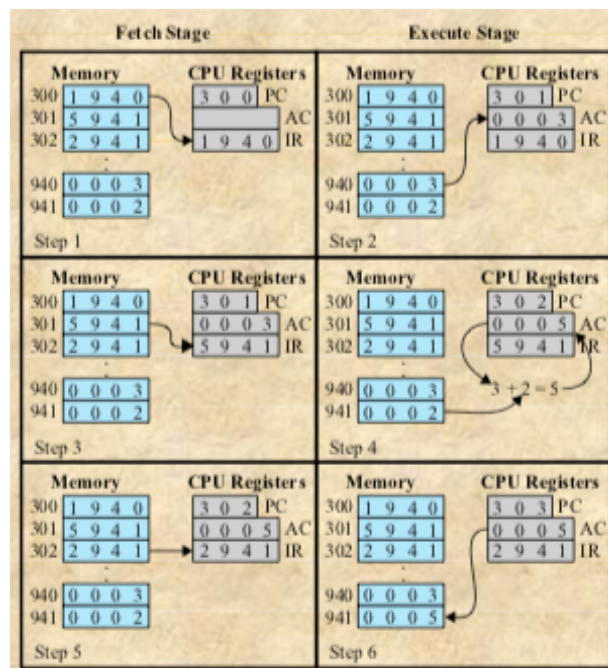 Fetch Stage Execute Stage
Memory CPU Registers
300 1 9 4 0 3 0 0 PC
301 5 9 4 1 AC
302 2 9 4 1 1 9 4 0 IR
940 0 0 0 3
941 0 0 0 2
Step 1
Memory CPU Registers
300 1 9 4 0 3 0 1 PC
301 5 9 4 1 0 0 0 3 AC
302 2 9 4 1 1 9 4 0 IR
940 0 0 0 3
941 0 0 0 2
Step 2
Memory CPU Registers
300 1 9 4 0 3 0 1 PC
301 5 9 4 1 0 0 0 3 AC
302 2 9 4 1 5 9 4 1 IR
940 0 0 0 3
941 0 0 0 2
Step 3
Memory CPU Registers
300 1 9 4 0 3 0 2 PC
301 5 9 4 1 0 0 0 5 AC
302 2 9 4 1 5 9 4 1 IR
940 0 0 0 3 3 + 2 = 5
941 0 0 0 2
Step 4
Memory CPU Registers
300 1 9 4 0 3 0 2 PC
301 5 9 4 1 0 0 0 5 AC
302 2 9 4 1 2 9 4 1 IR
940 0 0 0 3
941 0 0 0 2
Step 5
Memory CPU Registers
300 1 9 4 0 3 0 3 PC
301 5 9 4 1 0 0 0 5 AC
302 2 9 4 1 2 9 4 1 IR
940 0 0 0 3
941 0 0 0 5
Step 6